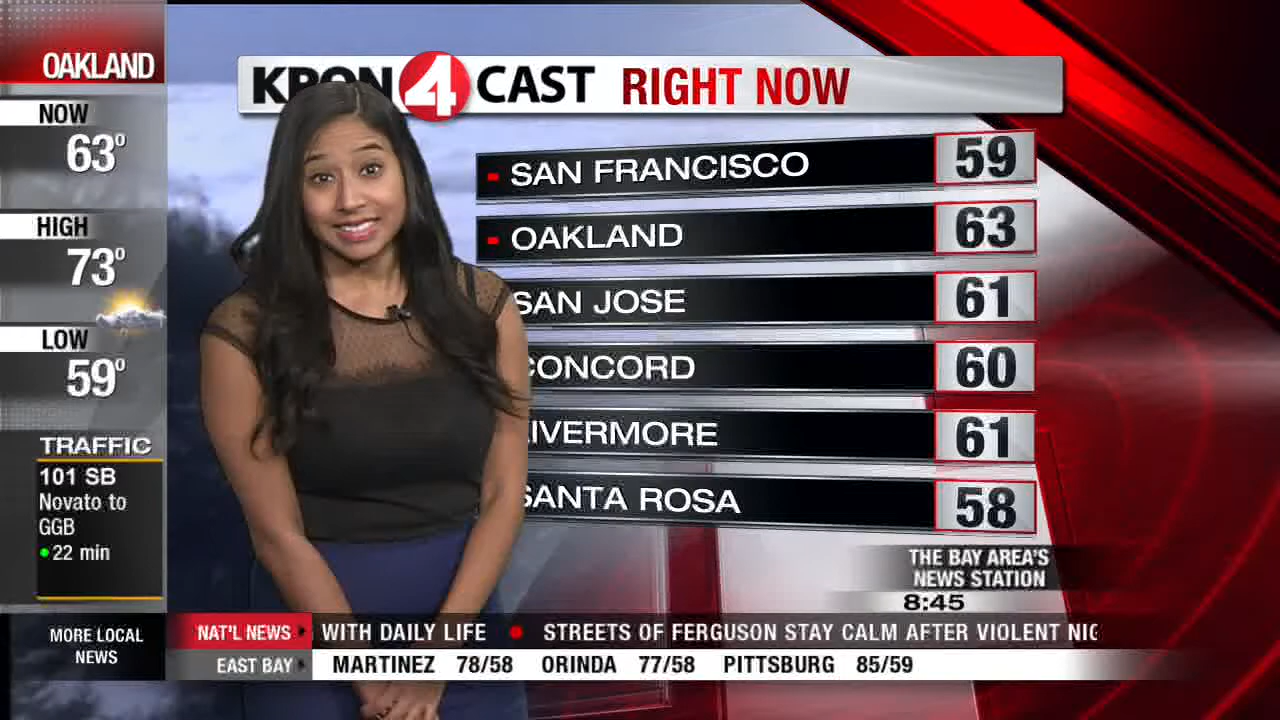 OAKLAND
NOW
63°
HIGH
73°
LOW
59°
TRAFFIC
101 SB
Novato to
GGB
22 min
MORE LOCAL
NEWS
KRON 4 CAST RIGHT NOW
SAN FRANCISCO 59
OAKLAND 63
SAN JOSE 61
CONCORD 60
LIVERMORE 61
SANTA ROSA 58
THE BAY AREA'S
NEWS STATION
8:45
NAT'L NEWS WITH DAILY LIFE • STREETS OF FERGUSON STAY CALM AFTER VIOLENT
EAST BAY MARTINEZ 78/58 ORINDA 77/58 PITTSBURG 85/59